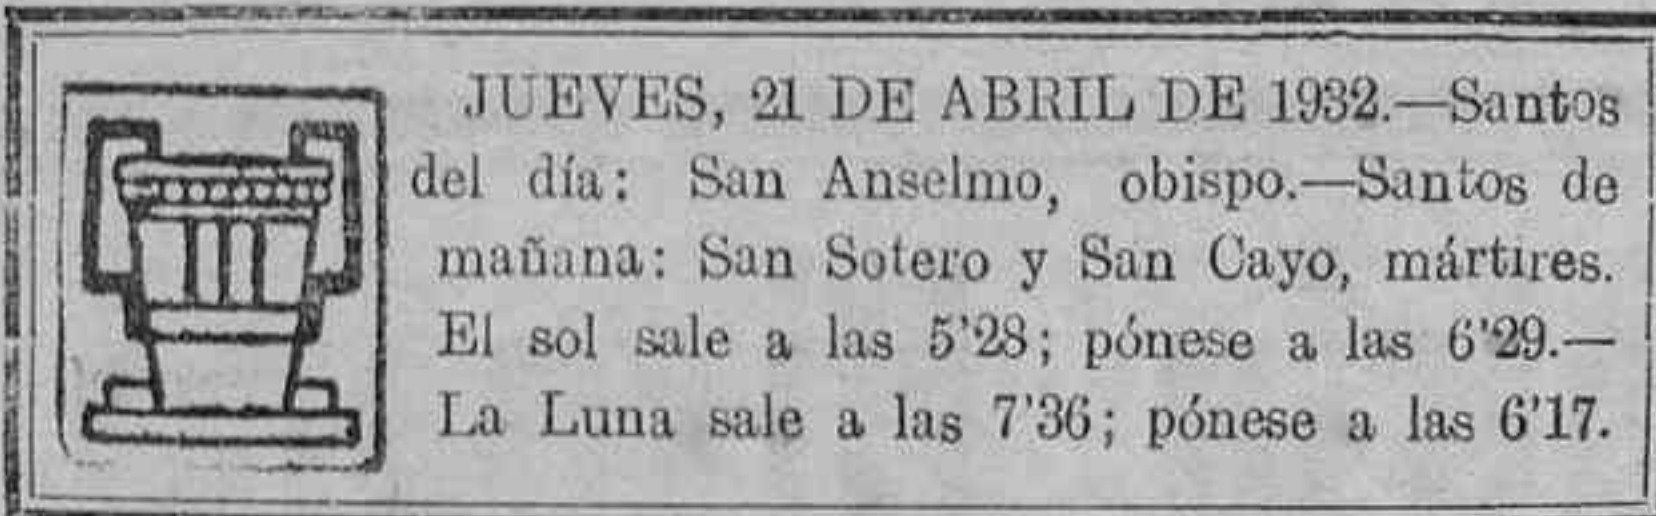 JUEVES, 21 DE ABRIL DE 1932.—Santos
del día: San Anselmo, obispo.—Santos de
mañana: San Sotero y San Cayo, mártires.
El sol sale a las 5'28; pónese a las 6'29.—
La Luna sale a las 7'36; pónese a las 6'17.